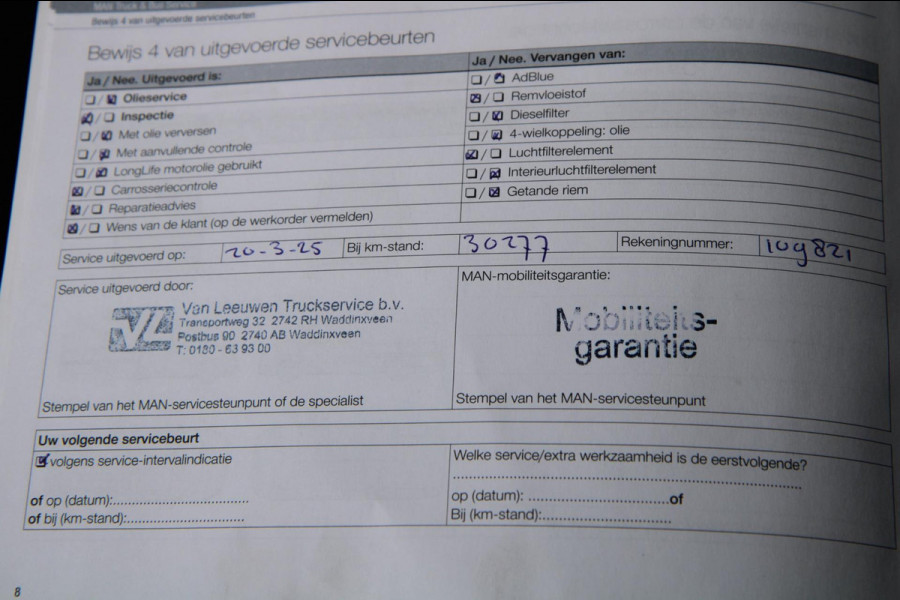 MAN Truck & Bus Service
Bewijs 4 van uitgevoerde servicebeurten
Bewijs 4 van uitgevoerde servicebeurten
Ja / Nee. Uitgevoerd is:
☐ / ☒ Olieservice
☒ / ☐ Inspectie
☐ / ☒ Met olie verversen
☐ / ☒ Met aanvullende controle
☐ / ☒ LongLife motorolie gebruikt
☒ / ☐ Carrosseriecontrole
☒ / ☐ Reparatieadvies
☒ / ☐ Wens van de klant (op de werkorder vermelden)
Ja / Nee. Vervangen van:
☐ / ☒ AdBlue
☒ / ☐ Remvloeistof
☐ / ☒ Dieselfilter
☐ / ☒ 4-wielkoppeling: olie
☒ / ☐ Luchtfilterelement
☐ / ☒ Interieurluchtfilterelement
☐ / ☒ Getande riem
Service uitgevoerd op: 20-3-25 Bij km-stand: 30277 Rekeningnummer: 109821
Service uitgevoerd door:
VL
Van Leeuwen Truckservice b.v.
Transportweg 32 2742 RH Waddinxveen
Postbus 90 2740 AB Waddinxveen
T: 0180 - 63 93 00
Stempel van het MAN-servicesteunpunt of de specialist
MAN-mobiliteitsgarantie:
Mobiliteits-
garantie
Stempel van het MAN-servicesteunpunt
Uw volgende servicebeurt
☒ volgens service-intervalindicatie
of op (datum):..................................
of bij (km-stand):.............................
Welke service/extra werkzaamheid is de eerstvolgende?
..........................................................................................
op (datum): ....................................of
Bij (km-stand):.................................
8